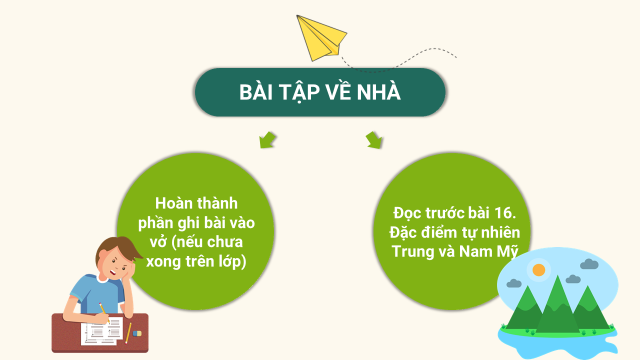 BÀI TẬP VỀ NHÀ
Hoàn thành
phần ghi bài vào
vở (nếu chưa
xong trên lớp)
Đọc trước bài 16.
Đặc điểm tự nhiên
Trung và Nam Mỹ